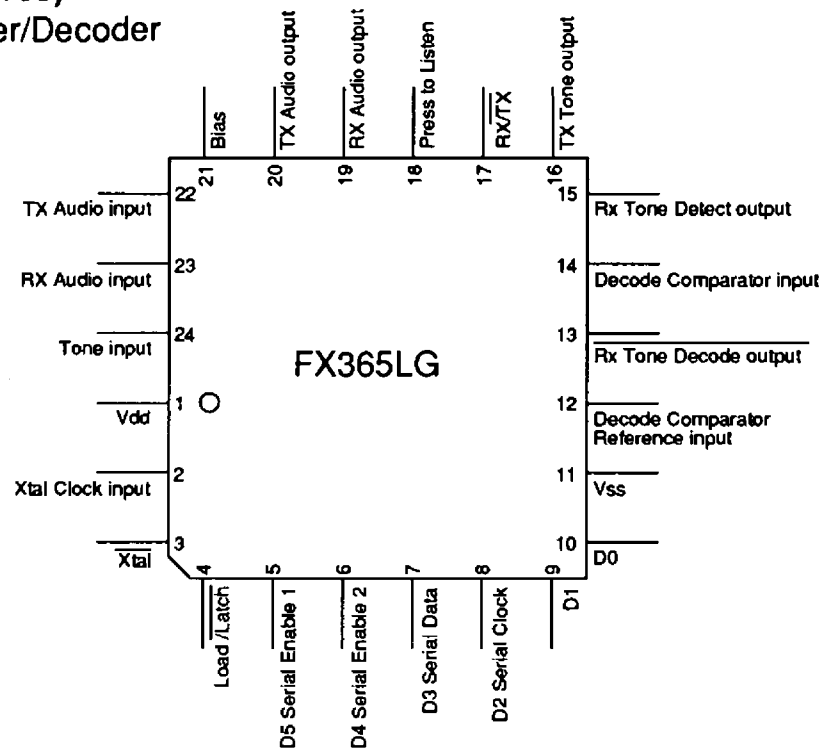 er/Decoder
Bias
TX Audio output
RX Audio output
Press to Listen
RX/TX
TX Tone output
21
20
19
18
17
16
TX Audio input
22
15
Rx Tone Detect output
RX Audio input
23
14
Decode Comparator input
Tone input
24
13
Rx Tone Decode output
FX365LG
Vdd
1
12
Decode Comparator
Reference input
Xtal Clock input
2
11
Vss
Xtal
3
10
D0
4
5
6
7
8
9
Load /Latch
D5 Serial Enable 1
D4 Serial Enable 2
D3 Serial Data
D2 Serial Clock
D1